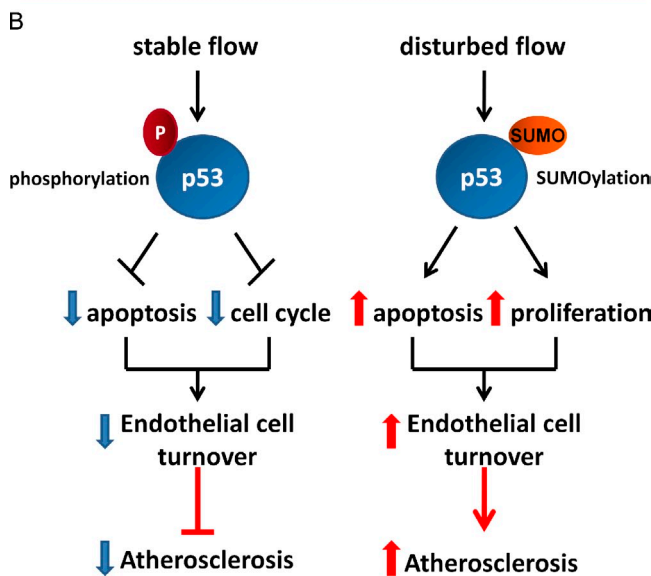 B
stable flow
disturbed flow
P
SUMO
phosphorylation
p53
p53
SUMOylation
apoptosis
cell cycle
apoptosis
proliferation
Endothelial cell
turnover
Endothelial cell
turnover
Atherosclerosis
Atherosclerosis